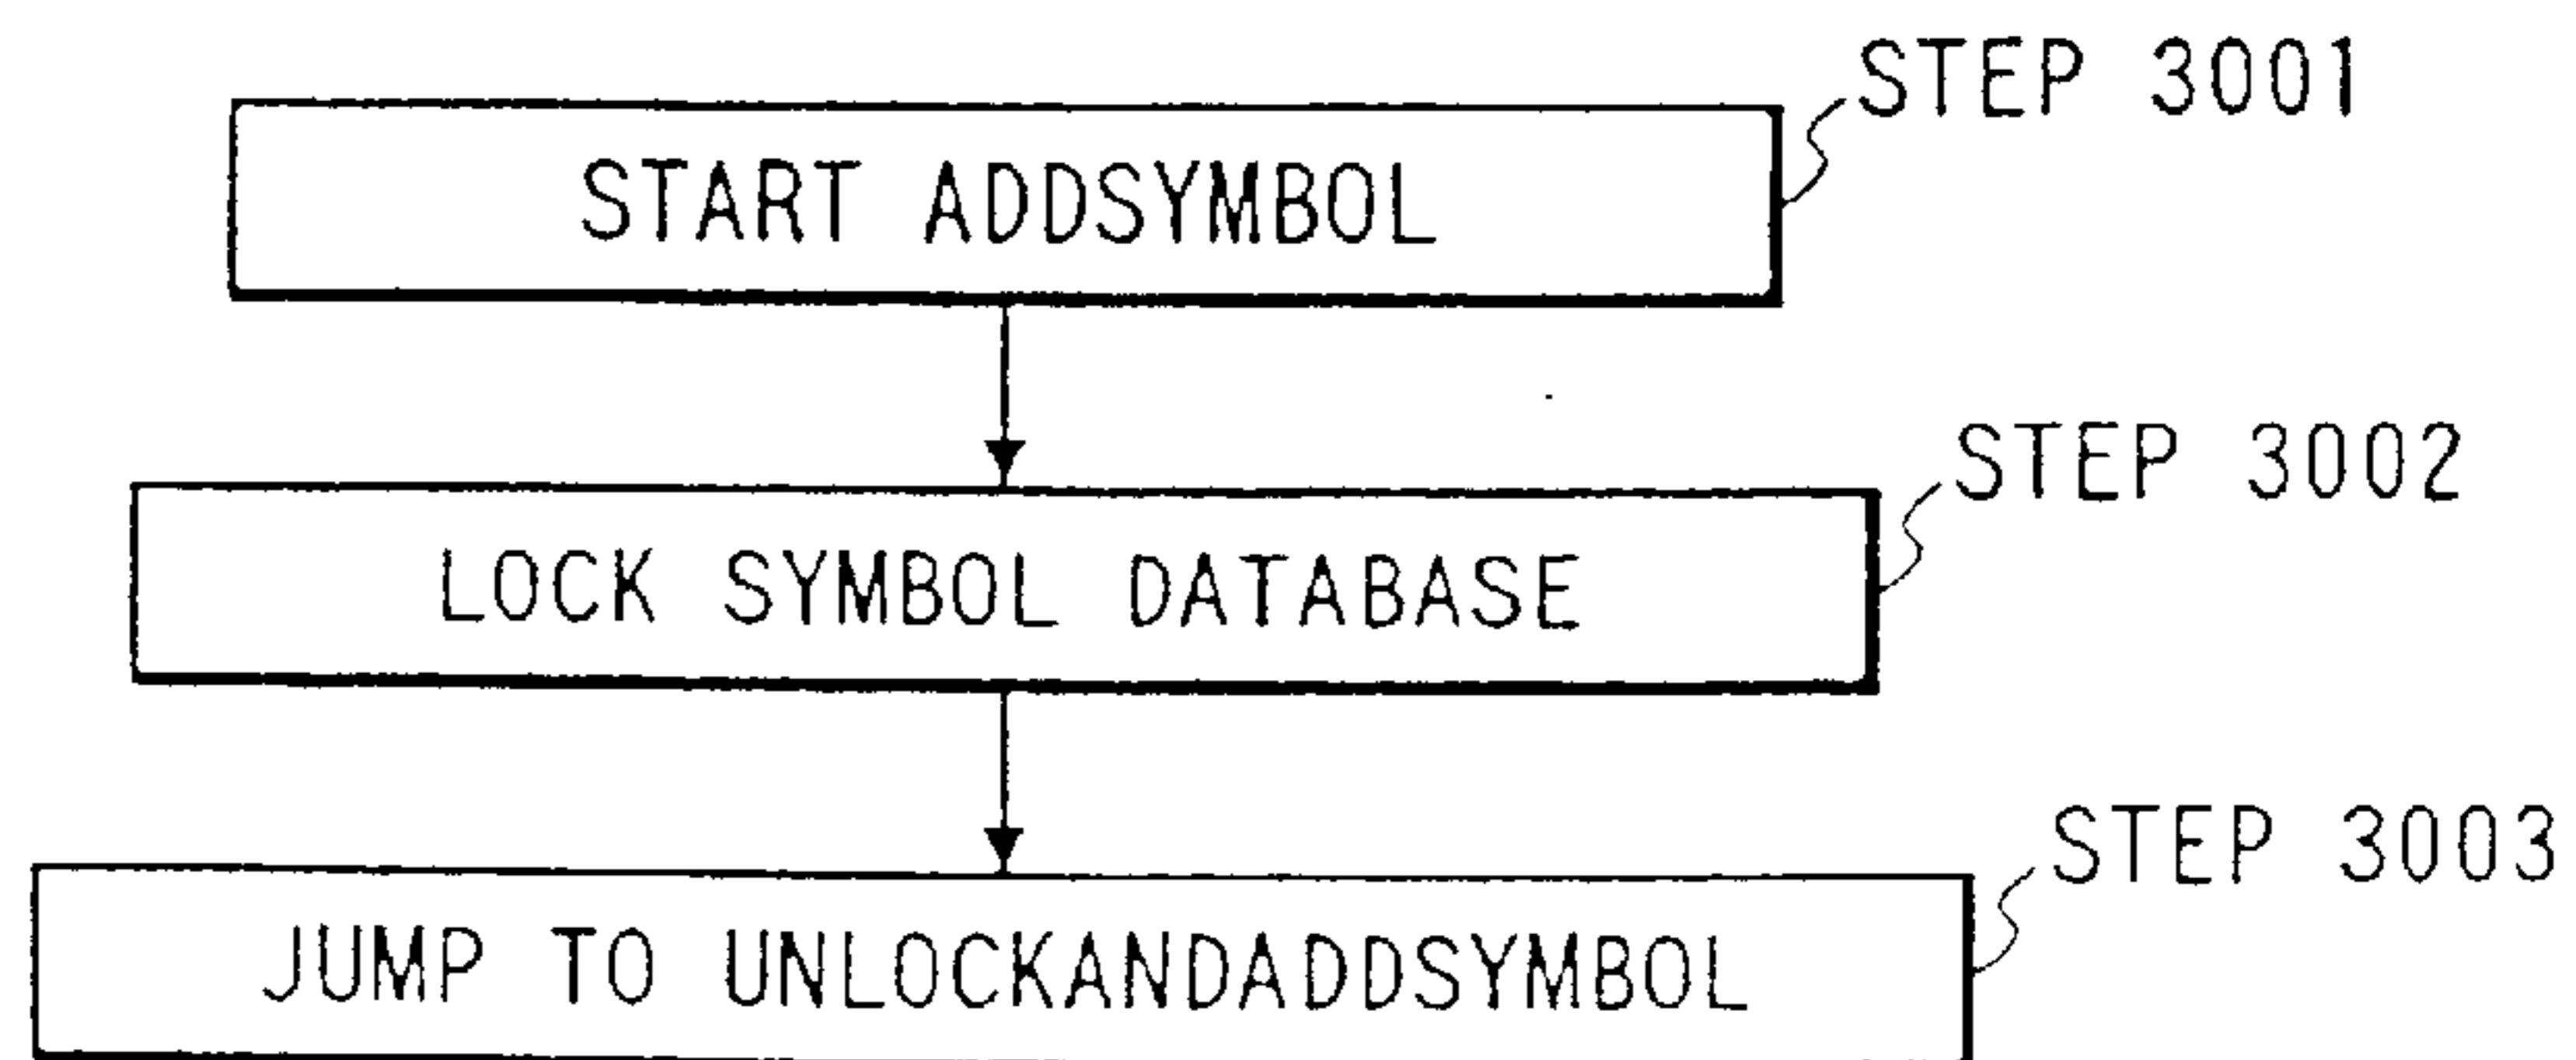 STEP 3001
START ADDSYMBOL
STEP 3002
LOCK SYMBOL DATABASE
STEP 3003
JUMP TO UNLOCKANDADDSYMBOL